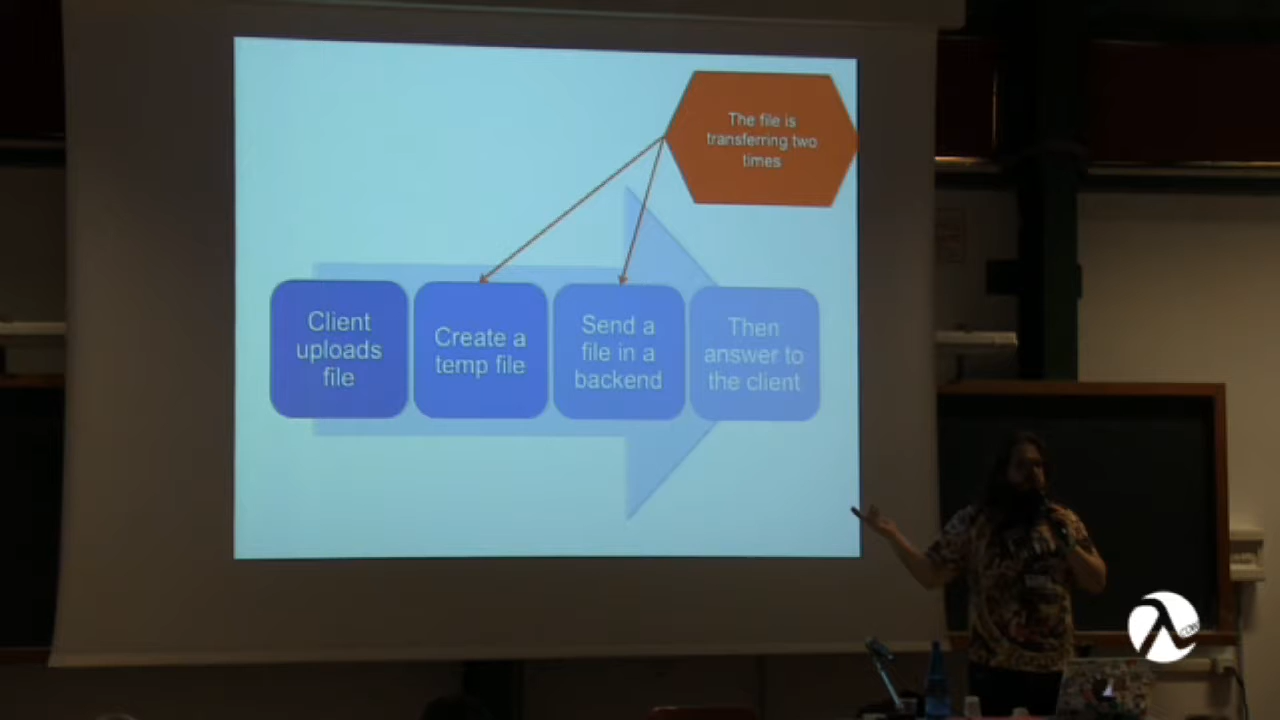 The file is
transferring two
times
Client
uploads
file
Create a
temp file
Send a
file in a
backend
Then
answer to
the client